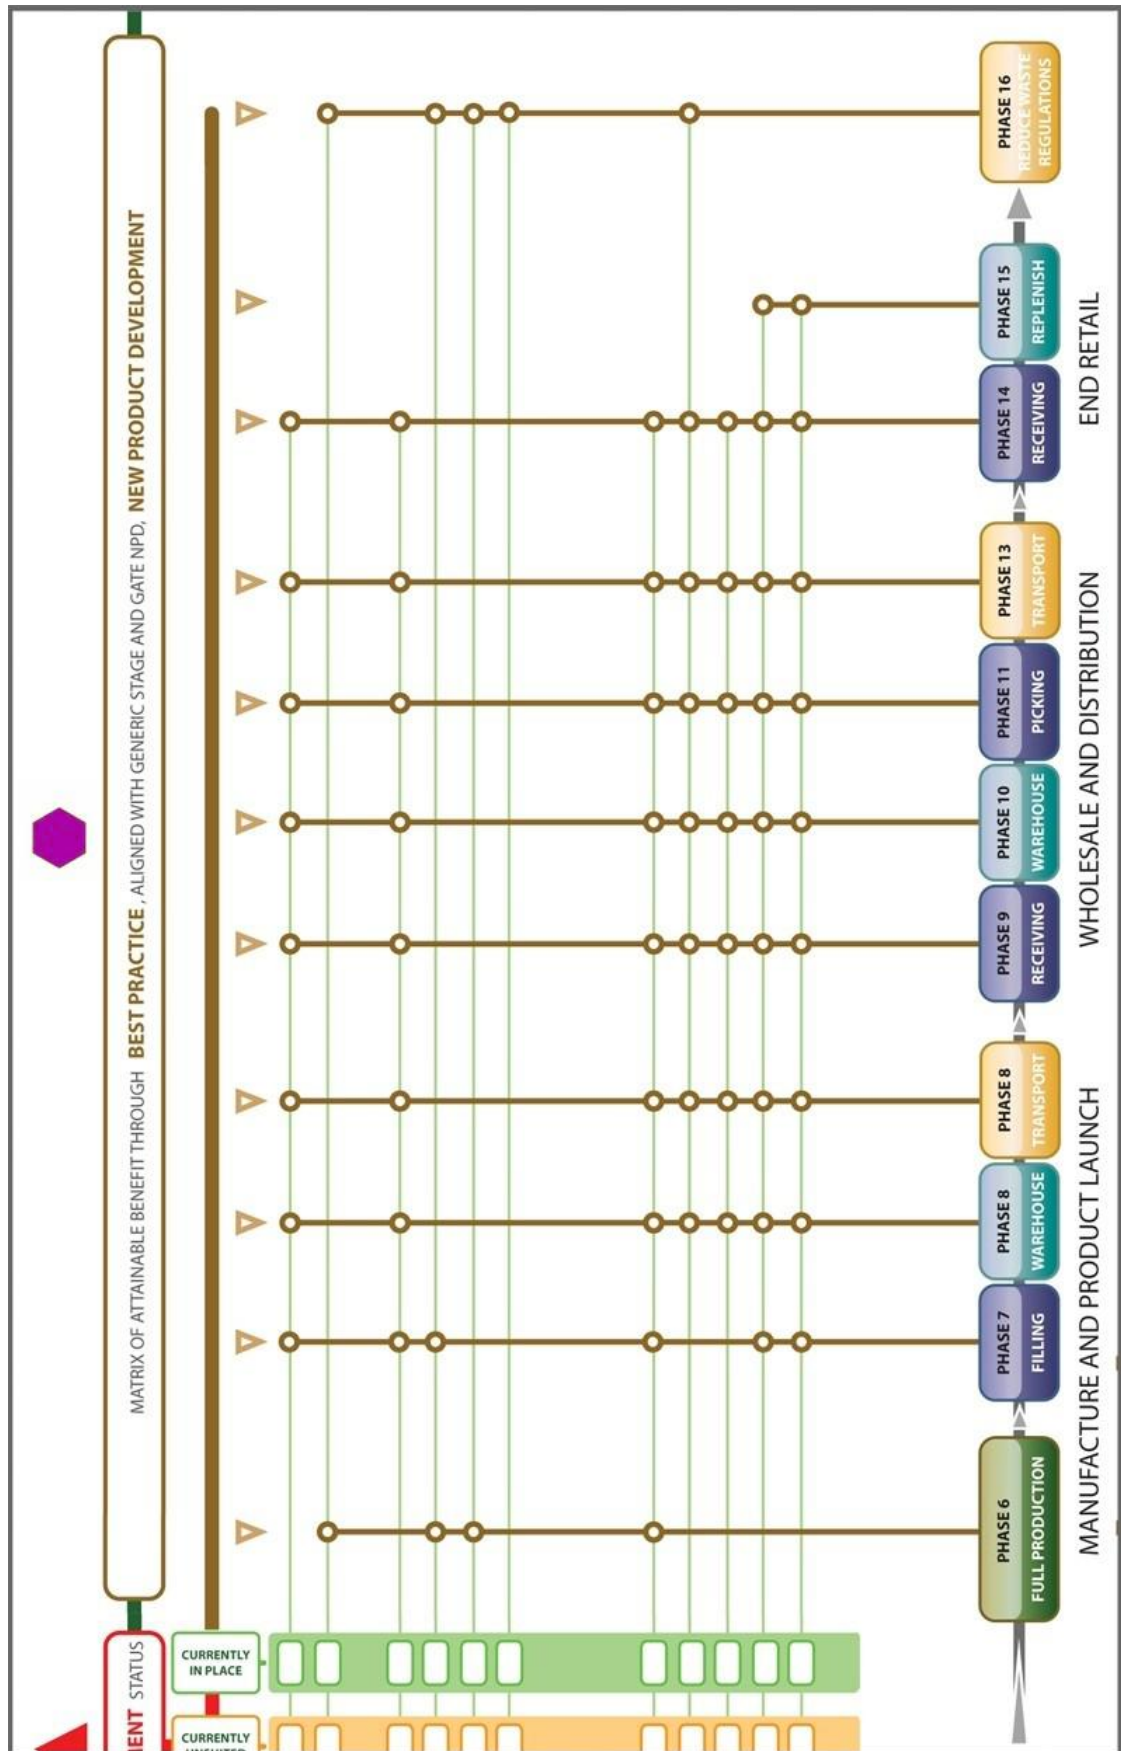 MATRIX OF ATTAINABLE BENEFIT THROUGH BEST PRACTICE, ALIGNED WITH GENERIC STAGE AND GATE NPD, NEW PRODUCT DEVELOPMENT
STATUS
CURRENTLY
IN PLACE
CURRENTLY
PHASE 6
FULL PRODUCTION
PHASE 7
FILLING
PHASE 8
WAREHOUSE
PHASE 8
TRANSPORT
PHASE 9
RECEIVING
PHASE 10
WAREHOUSE
PHASE 11
PICKING
PHASE 13
TRANSPORT
PHASE 14
RECEIVING
PHASE 15
REPLENISH
PHASE 16
REDUCE WASTE
REGULATIONS
MANUFACTURE AND PRODUCT LAUNCH
WHOLESALE AND DISTRIBUTION
END RETAIL